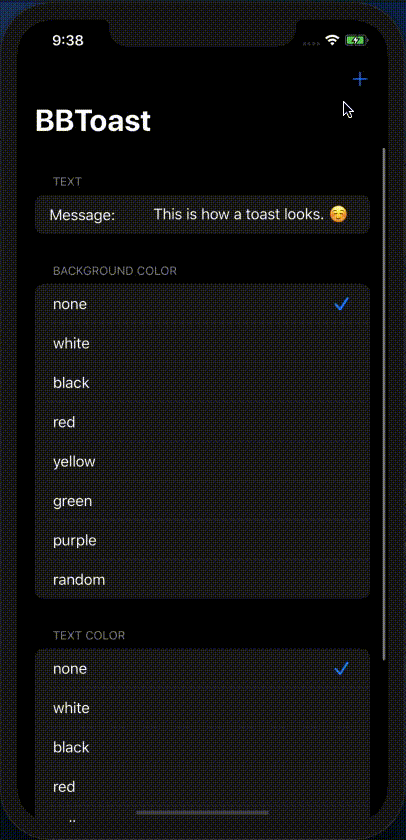 9:38
+
BBToast
TEXT
Message: This is how a toast looks. ☺️
BACKGROUND COLOR
none ✓
white
black
red
yellow
green
purple
random
TEXT COLOR
none ✓
white
black
red